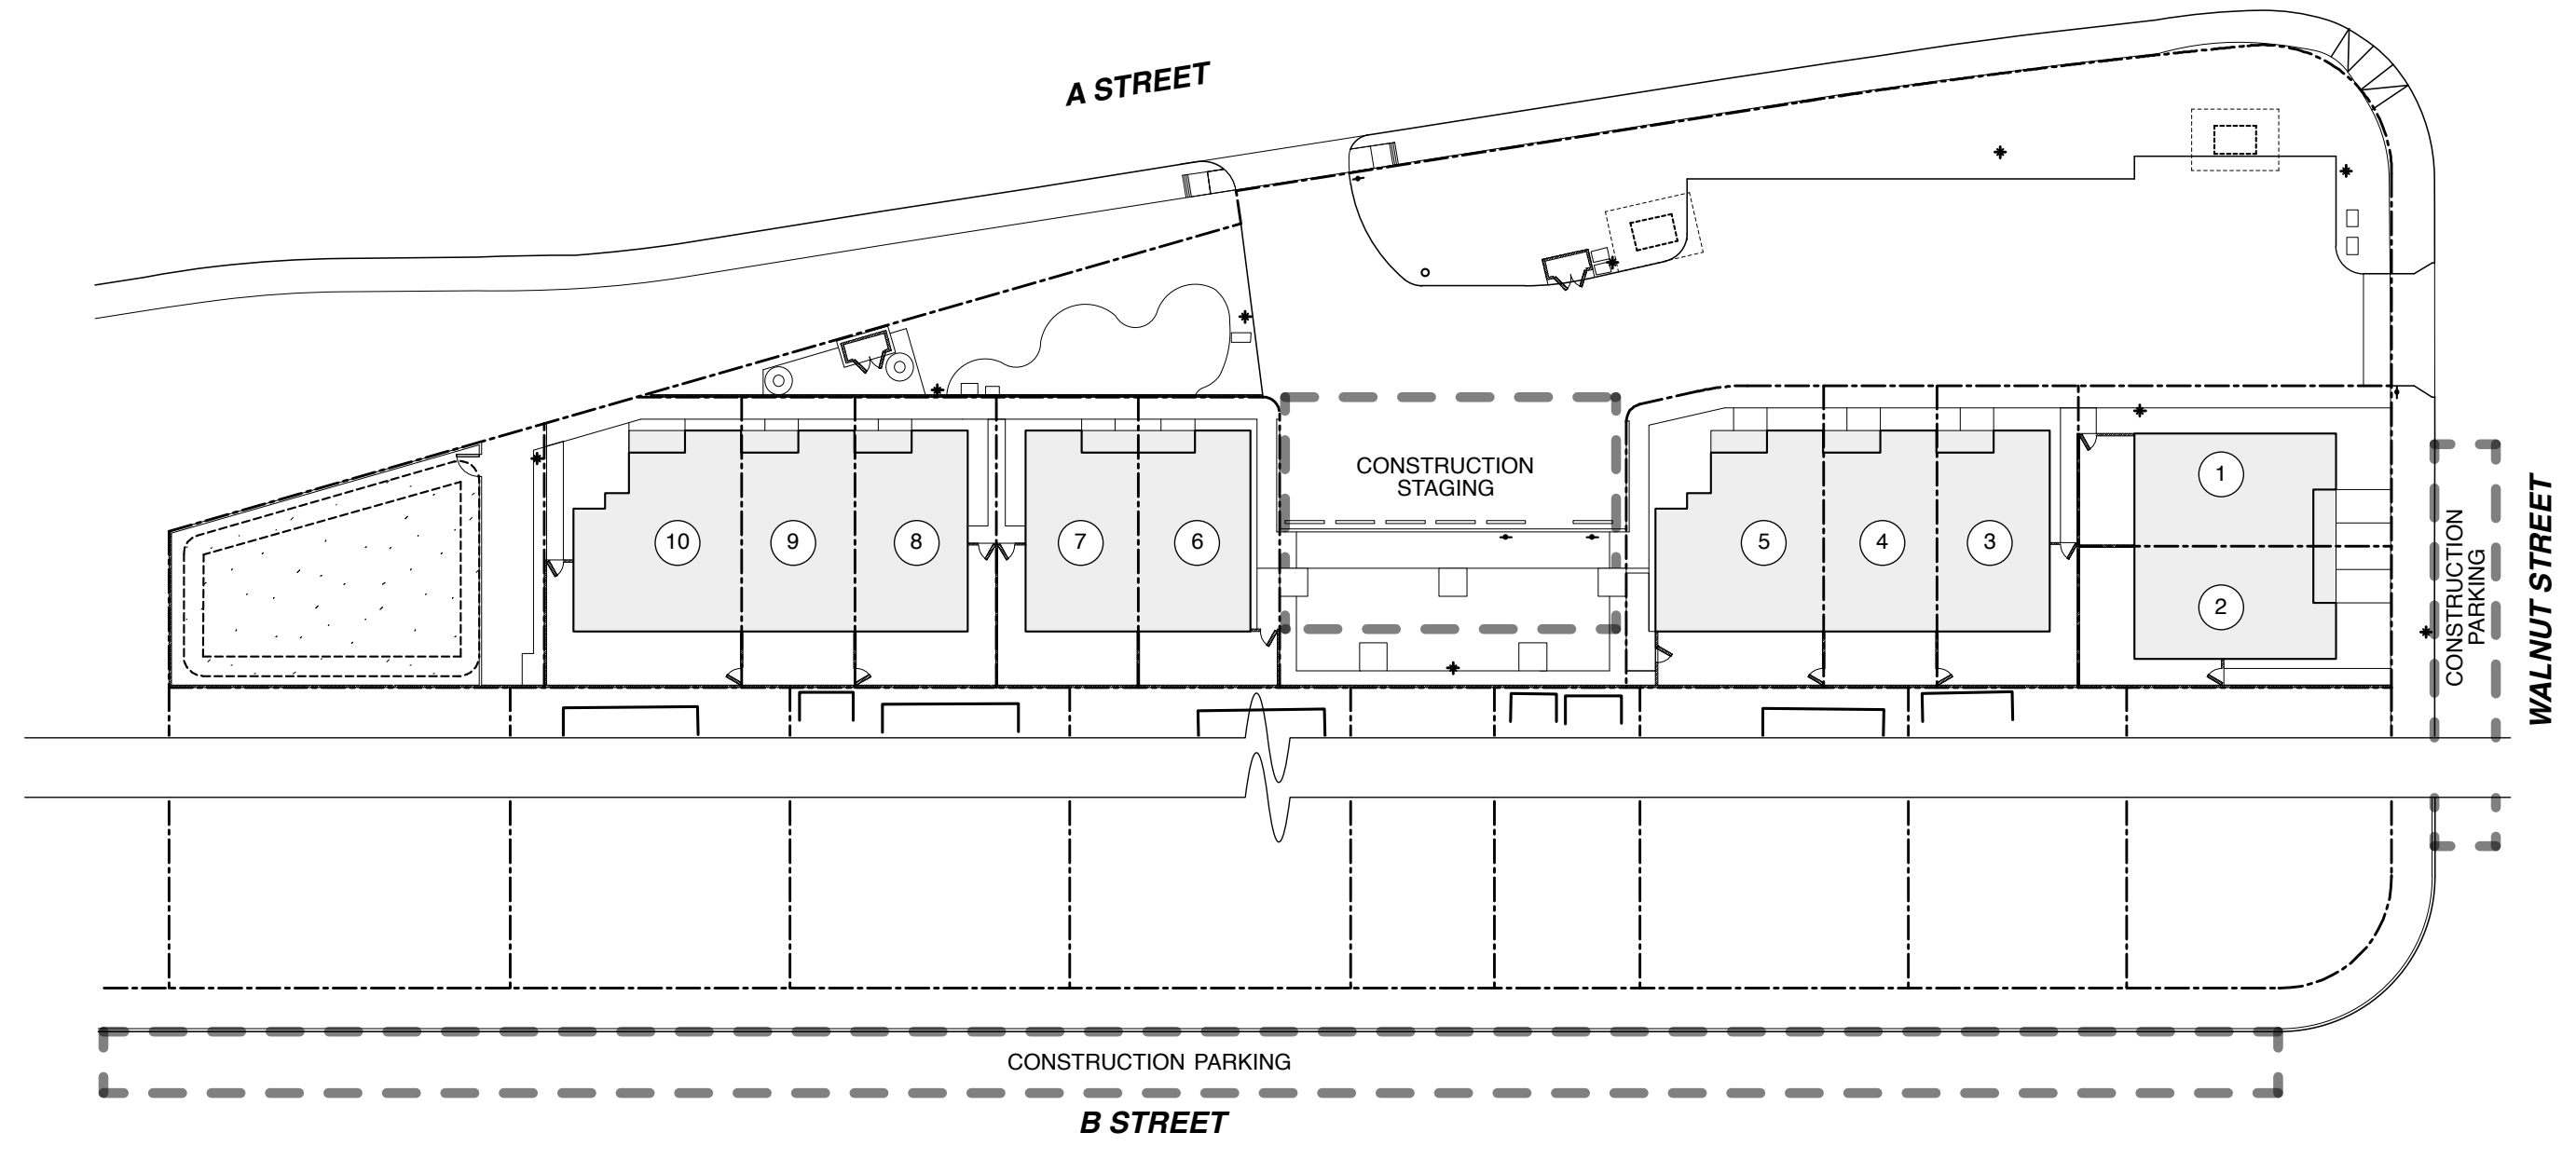 A STREET
CONSTRUCTION
STAGING
1
10
9
8
7
6
5
4
3
2
CONSTRUCTION
PARKING
WALNUT STREET
CONSTRUCTION PARKING
B STREET